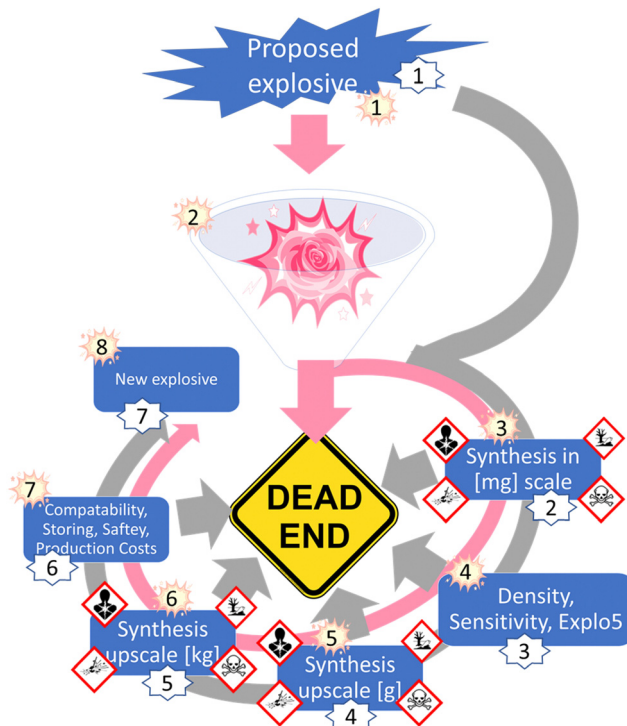 Proposed
explosive
1
1
2
8
New explosive
7
3
Synthesis in
[mg] scale
2
DEAD
END
7
Compatability,
Storing, Saftey,
Production Costs
6
4
Density,
Sensitivity, Explo5
3
6
Synthesis
upscale [kg]
5
5
Synthesis
upscale [g]
4